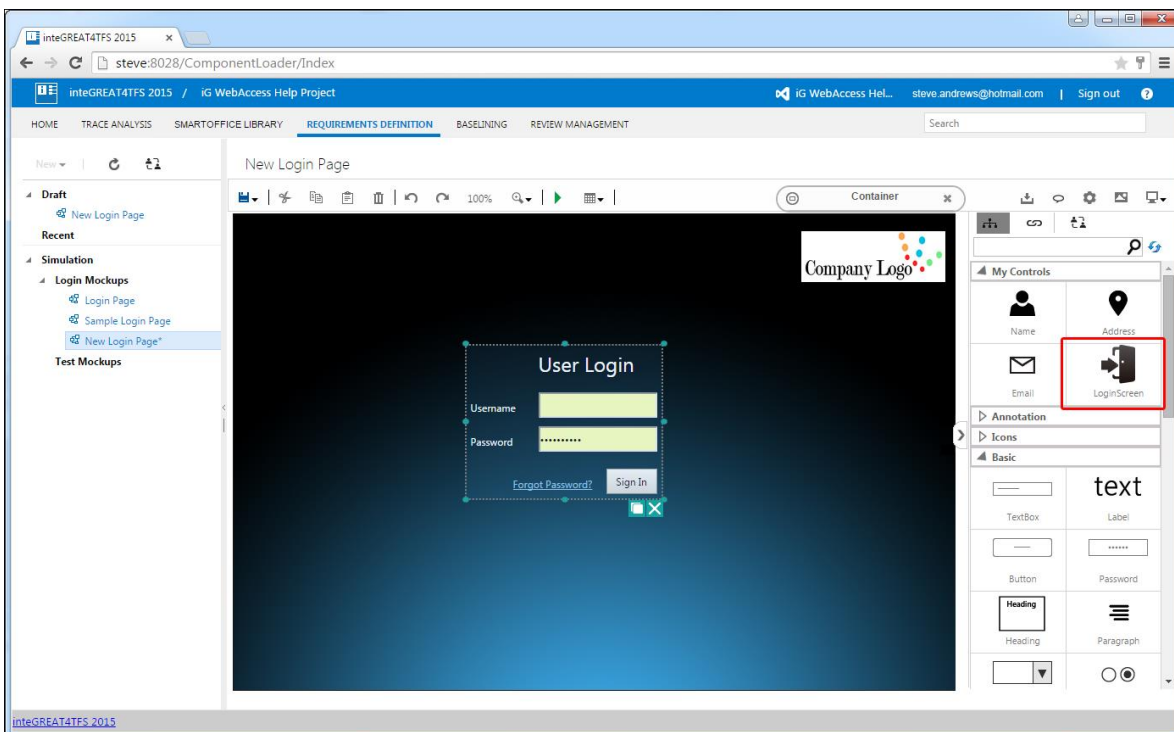 inteGREAT4TFS 2015
steve:8028/ComponentLoader/Index
inteGREAT4TFS 2015 / iG WebAccess Help Project
iG WebAccess Hel...
steve.andrews@hotmail.com | Sign out
HOME TRACE ANALYSIS SMARTOFFICE LIBRARY REQUIREMENTS DEFINITION BASELINING REVIEW MANAGEMENT
Search
New
New Login Page
Draft
New Login Page
Recent
Simulation
Login Mockups
Login Page
Sample Login Page
New Login Page*
Test Mockups
100%
Container
Company Logo
User Login
Username
Password
Forgot Password?
Sign In
My Controls
Name Address
Email LoginScreen
Annotation
Icons
Basic
text
TextBox Label
Button Password
Heading
Heading Paragraph
inteGREAT4TFS 2015